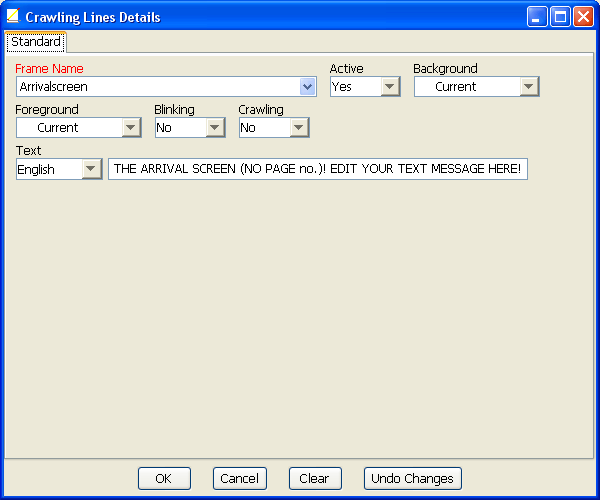 Crawling Lines Details
Standard
Frame Name Active Background
Arrivalscreen Yes Current
Foreground Blinking Crawling
Current No No
Text
English THE ARRIVAL SCREEN (NO PAGE no.)! EDIT YOUR TEXT MESSAGE HERE!
OK Cancel Clear Undo Changes